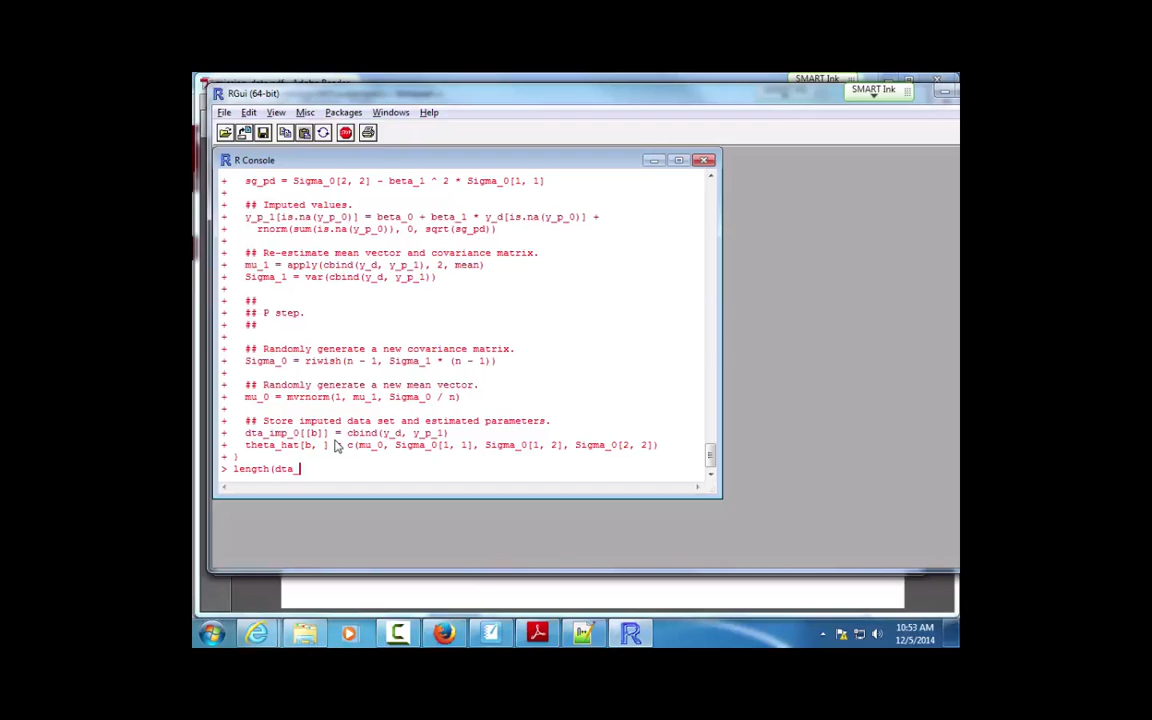 SMART Ink
RGui (64-bit)
SMART Ink
File Edit View Misc Packages Windows Help
STOP
R Console
+ sg_pd = Sigma_0[2, 2] - beta_1 ^ 2 * Sigma_0[1, 1]
+
+ ## Imputed values.
+ y_p_1[is.na(y_p_0)] = beta_0 + beta_1 * y_d[is.na(y_p_0)] +
+ rnorm(sum(is.na(y_p_0)), 0, sqrt(sg_pd))
+
+ ## Re-estimate mean vector and covariance matrix.
+ mu_1 = apply(cbind(y_d, y_p_1), 2, mean)
+ Sigma_1 = var(cbind(y_d, y_p_1))
+
+ ##
+ ## P step.
+ ##
+
+ ## Randomly generate a new covariance matrix.
+ Sigma_0 = riwish(n - 1, Sigma_1 * (n - 1))
+
+ ## Randomly generate a new mean vector.
+ mu_0 = mvrnorm(1, mu_1, Sigma_0 / n)
+
+ ## Store imputed data set and estimated parameters.
+ dta_imp_0[[b]] = cbind(y_d, y_p_1)
+ theta_hat[b, ] c(mu_0, Sigma_0[1, 1], Sigma_0[1, 2], Sigma_0[2, 2])
+ }
> length(dta_
10:53 AM
12/5/2014